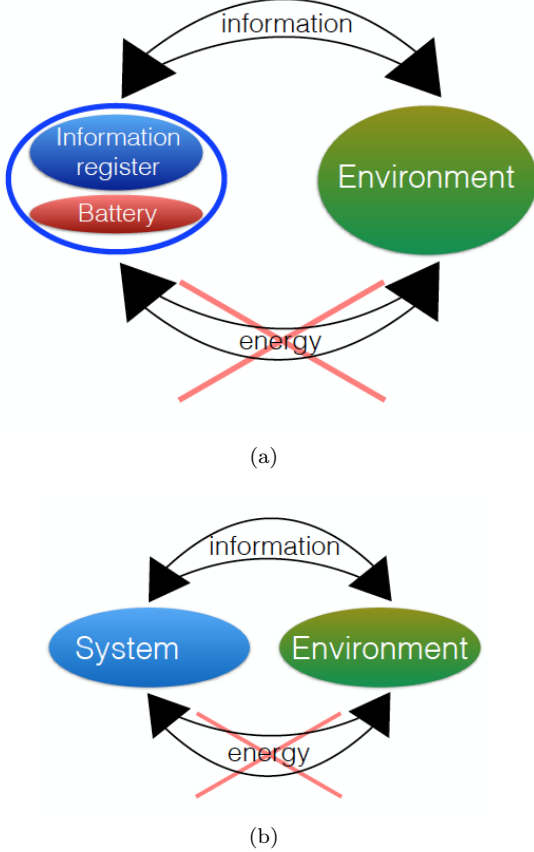 information
Information
register
Battery
Environment
energy
(a)
information
System
Environment
energy
(b)